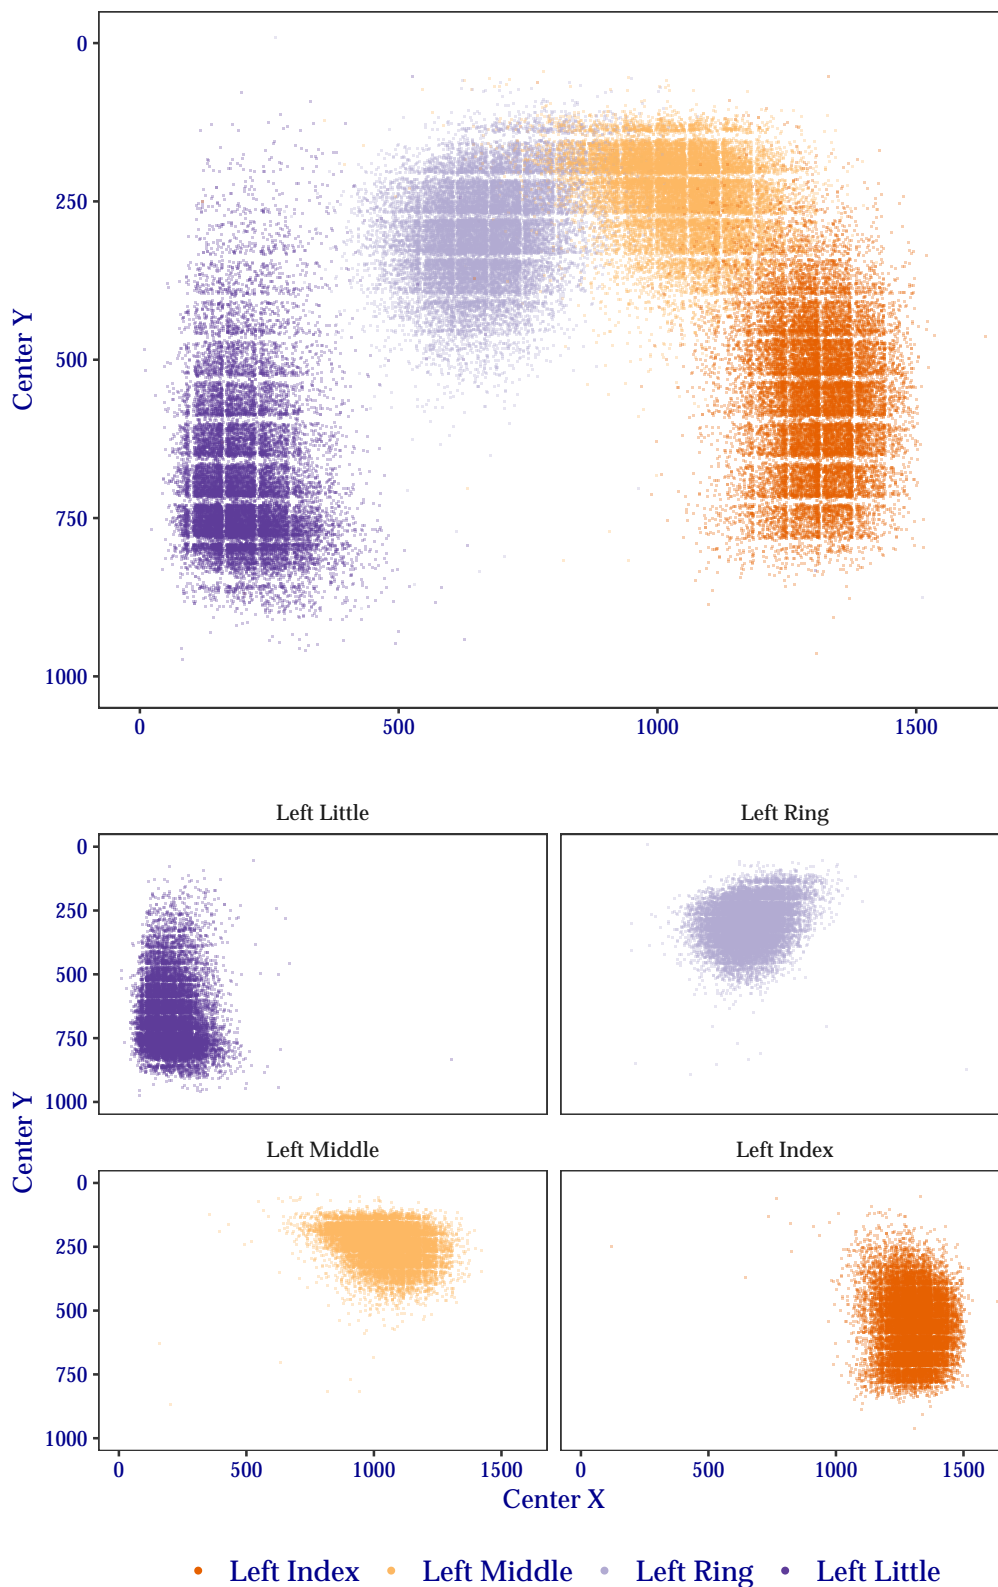 0
250
500
750
1000
Center Y
0 500 1000 1500
Left Little Left Ring
0
250
500
750
1000
Left Middle Left Index
0
250
500
750
1000
Center Y
0 500 1000 1500 0 500 1000 1500
Center X
Left Index Left Middle Left Ring Left Little